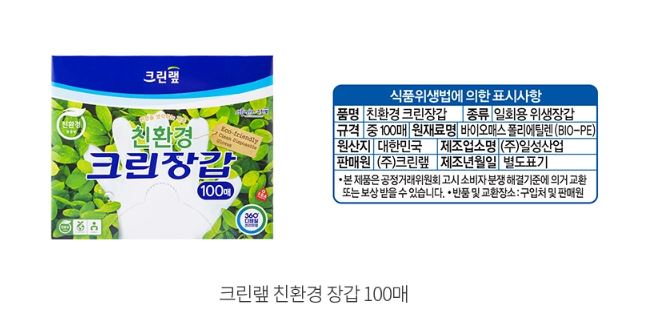 크린랲
친환경
친환경
Eco-friendly
Clean Disposable
Gloves
크린장갑
100매
360°
식품위생법에 의한 표시사항
품명 친환경 크린장갑 종류 일회용 위생장갑
규격 중 100매 원재료명 바이오매스 폴리에틸렌 (BIO-PE)
원산지 대한민국 제조업소명 (주)일성산업
판매원 (주)크린랲 제조년월일 별도표기
• 본 제품은 공정거래위원회 고시 소비자 분쟁 해결기준에 의거 교환
또는 보상 받을 수 있습니다. • 반품 및 교환장소 : 구입처 및 판매원
크린랲 친환경 장갑 100매